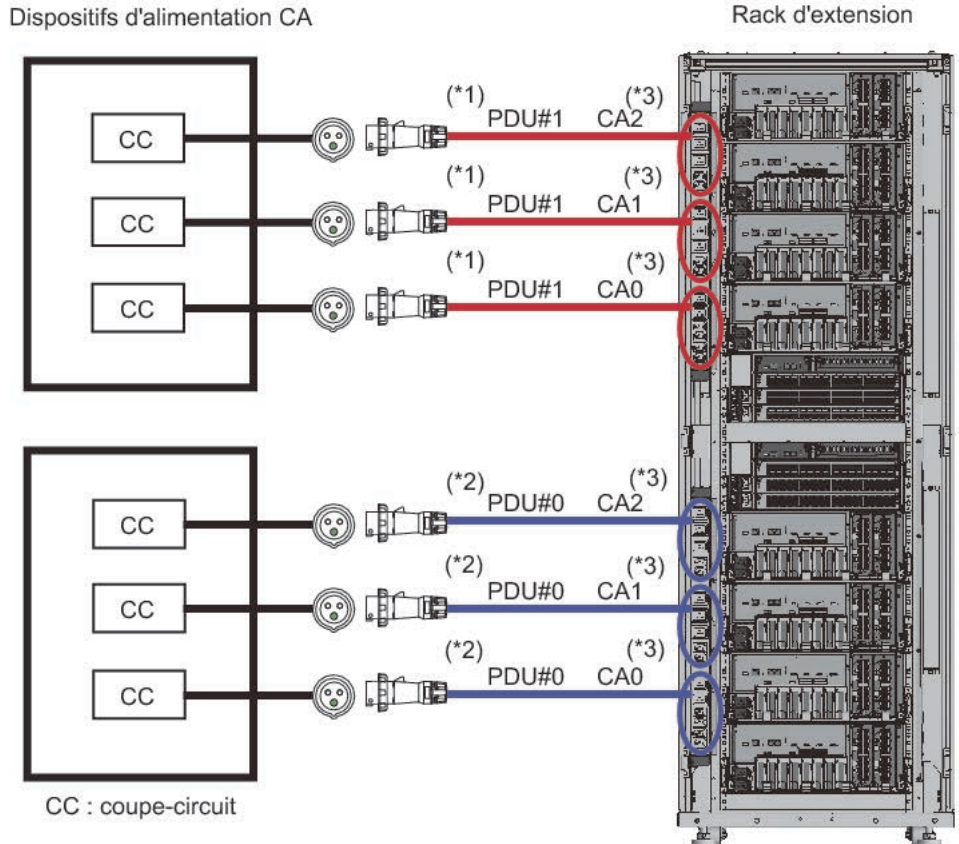 Dispositifs d'alimentation CA
Rack d'extension
(*1) (*3)
CC PDU#1 CA2
(*1) (*3)
CC PDU#1 CA1
(*1) (*3)
CC PDU#1 CA0
(*2) (*3)
CC PDU#0 CA2
(*2) (*3)
CC PDU#0 CA1
(*2) (*3)
CC PDU#0 CA0
CC : coupe-circuit